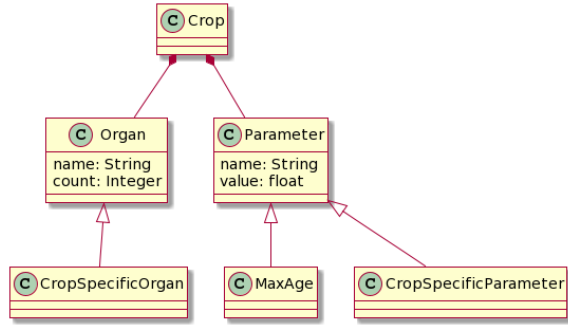 C Crop
C Organ
name: String
count: Integer
C Parameter
name: String
value: float
C CropSpecificOrgan
C MaxAge
C CropSpecificParameter